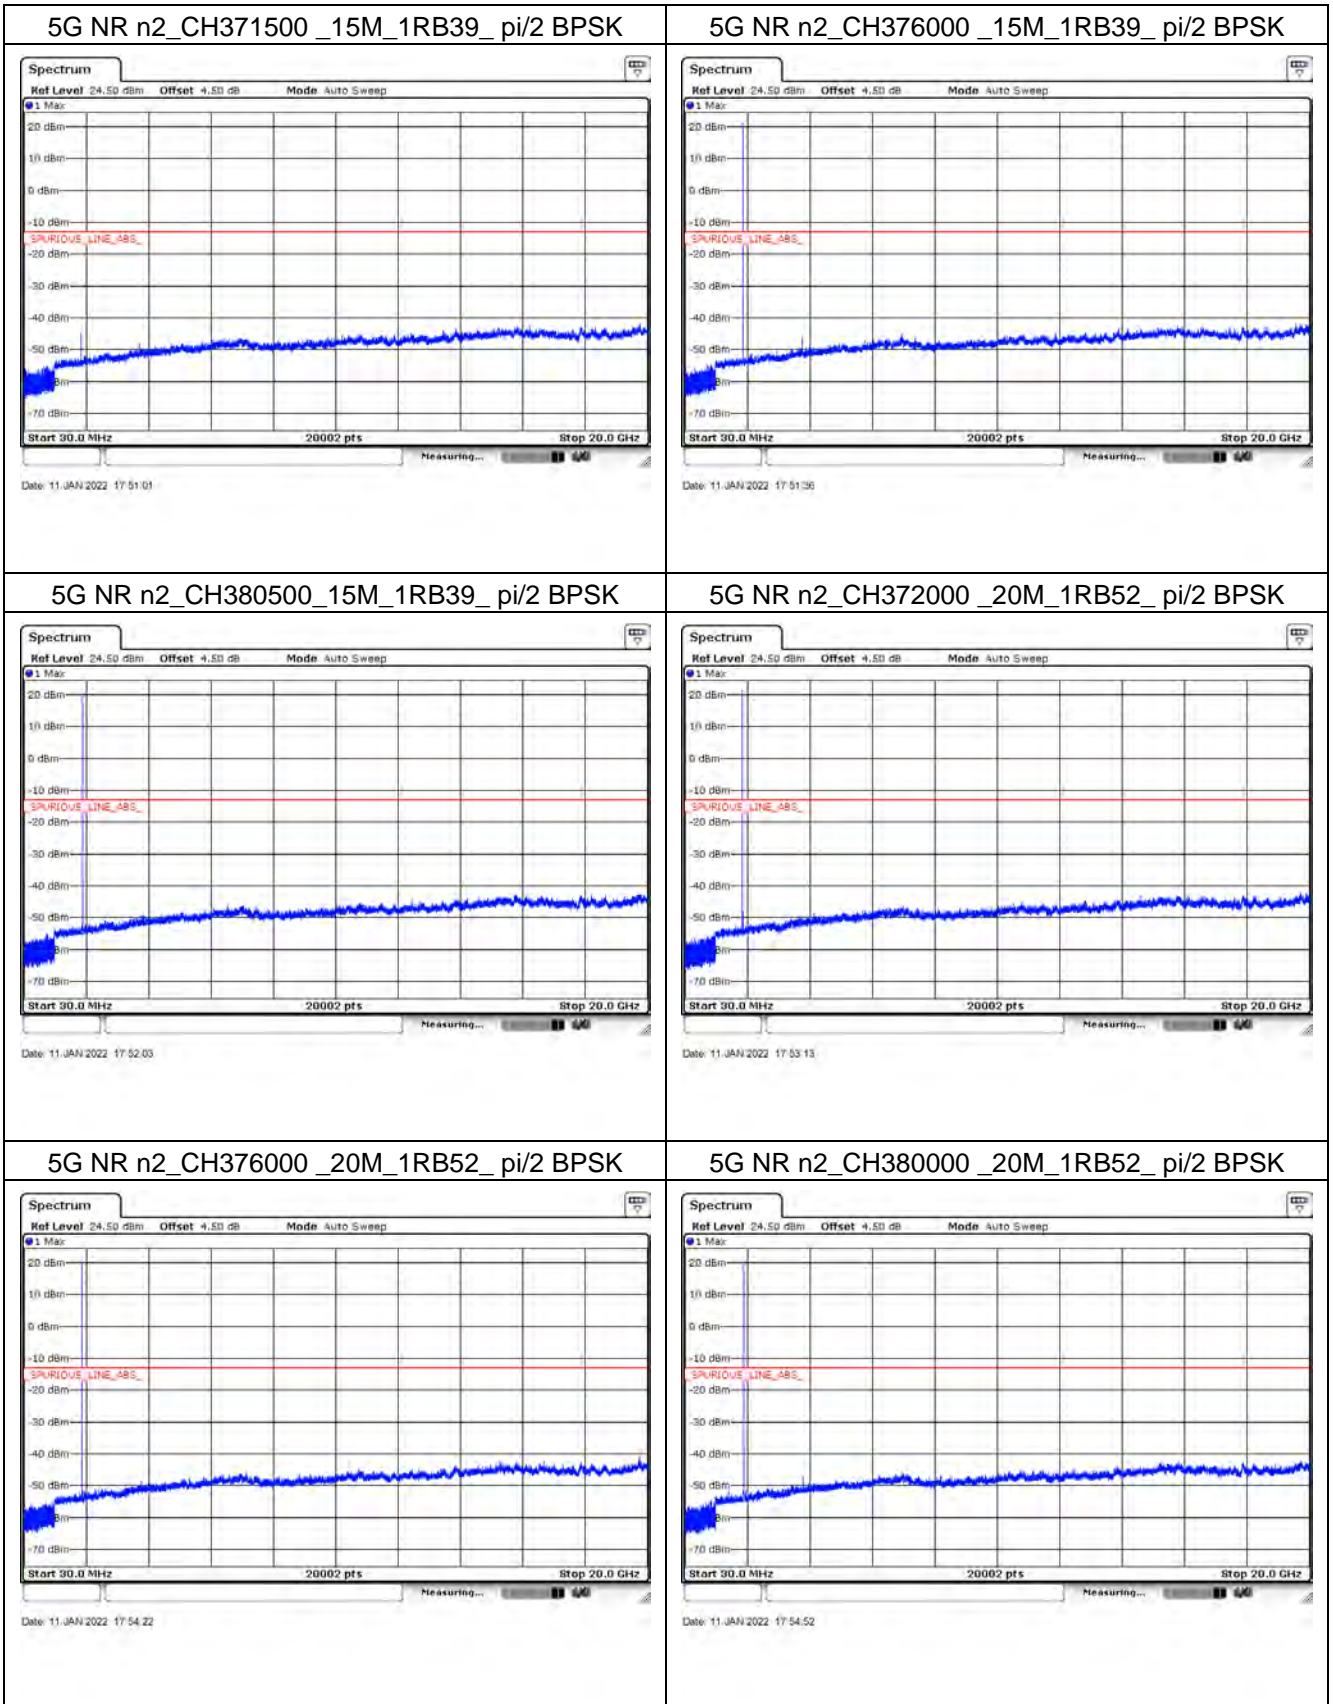 5G NR n2_CH371500 _15M_1RB39_ pi/2 BPSK
Spectrum
Ref Level 24.50 dBm Offset 4.50 dB Mode Auto Sweep
1 Max
20 dBm
10 dBm
0 dBm
-10 dBm
_SPURIOUS_LINE_ABS_
-20 dBm
-30 dBm
-40 dBm
-50 dBm
-70 dBm
Start 30.0 MHz 20002 pts Stop 20.0 GHz
Measuring...
Date: 11.JAN.2022 17:51:01
5G NR n2_CH376000 _15M_1RB39_ pi/2 BPSK
Spectrum
Ref Level 24.50 dBm Offset 4.50 dB Mode Auto Sweep
1 Max
20 dBm
10 dBm
0 dBm
-10 dBm
_SPURIOUS_LINE_ABS_
-20 dBm
-30 dBm
-40 dBm
-50 dBm
-70 dBm
Start 30.0 MHz 20002 pts Stop 20.0 GHz
Measuring...
Date: 11.JAN.2022 17:51:36
5G NR n2_CH380500_15M_1RB39_ pi/2 BPSK
Spectrum
Ref Level 24.50 dBm Offset 4.50 dB Mode Auto Sweep
1 Max
20 dBm
10 dBm
0 dBm
-10 dBm
_SPURIOUS_LINE_ABS_
-20 dBm
-30 dBm
-40 dBm
-50 dBm
-70 dBm
Start 30.0 MHz 20002 pts Stop 20.0 GHz
Measuring...
Date: 11.JAN.2022 17:52:03
5G NR n2_CH372000 _20M_1RB52_ pi/2 BPSK
Spectrum
Ref Level 24.50 dBm Offset 4.50 dB Mode Auto Sweep
1 Max
20 dBm
10 dBm
0 dBm
-10 dBm
_SPURIOUS_LINE_ABS_
-20 dBm
-30 dBm
-40 dBm
-50 dBm
-70 dBm
Start 30.0 MHz 20002 pts Stop 20.0 GHz
Measuring...
Date: 11.JAN.2022 17:53:13
5G NR n2_CH376000 _20M_1RB52_ pi/2 BPSK
Spectrum
Ref Level 24.50 dBm Offset 4.50 dB Mode Auto Sweep
1 Max
20 dBm
10 dBm
0 dBm
-10 dBm
_SPURIOUS_LINE_ABS_
-20 dBm
-30 dBm
-40 dBm
-50 dBm
-70 dBm
Start 30.0 MHz 20002 pts Stop 20.0 GHz
Measuring...
Date: 11.JAN.2022 17:54:22
5G NR n2_CH380000 _20M_1RB52_ pi/2 BPSK
Spectrum
Ref Level 24.50 dBm Offset 4.50 dB Mode Auto Sweep
1 Max
20 dBm
10 dBm
0 dBm
-10 dBm
_SPURIOUS_LINE_ABS_
-20 dBm
-30 dBm
-40 dBm
-50 dBm
-70 dBm
Start 30.0 MHz 20002 pts Stop 20.0 GHz
Measuring...
Date: 11.JAN.2022 17:54:52